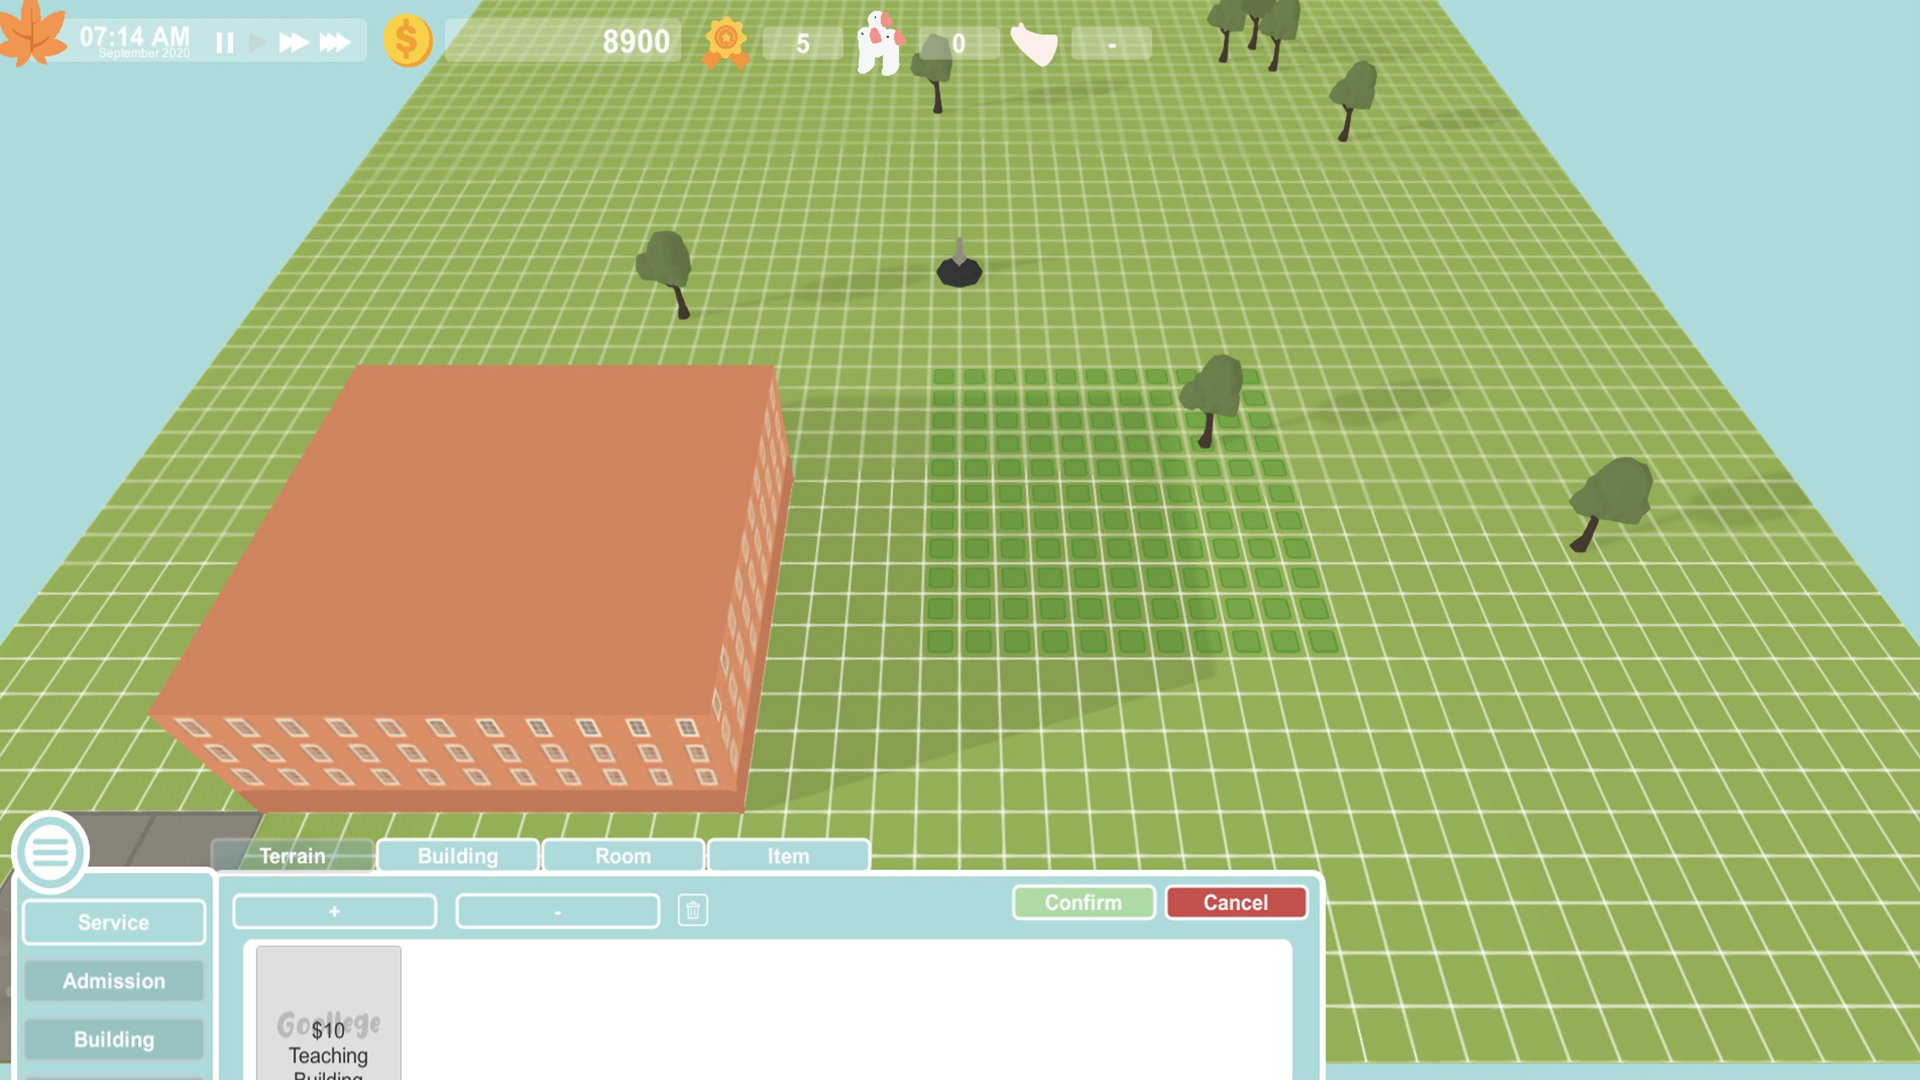 07:14 AM
September 2020
8900
5
0
-
Terrain
Building
Room
Item
+
-
Confirm
Cancel
Service
Admission
Building
Goollege
$10
Teaching
Building